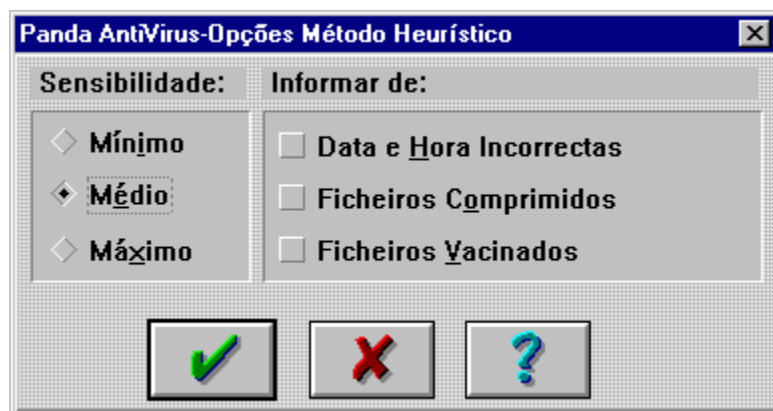 Panda AntiVirus-Opções Método Heurístico
Sensibilidade:
Mínimo
Médio
Máximo
Informar de:
Data e Hora Incorrectas
Ficheiros Comprimidos
Ficheiros Vacinados